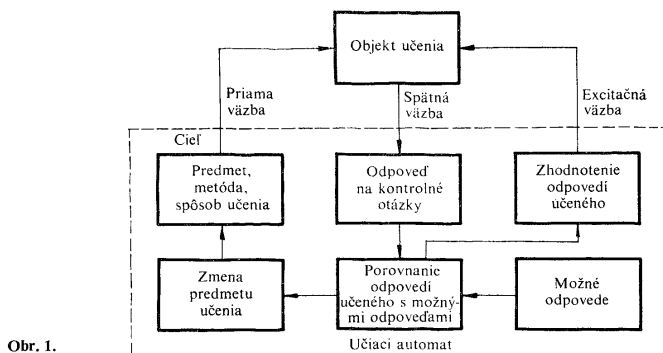 Objekt učenia
Priama
väzba
Spätná
väzba
Excitačná
väzba
Cieľ
Predmet,
metóda,
spôsob učenia
Odpoveď
na kontrolné
otázky
Zhodnotenie
odpovedí
učeného
Zmena
predmetu
učenia
Porovnanie
odpovedí
učeného s možný-
mi odpoveďami
Možné
odpovede
Učiaci automat
Obr. 1.